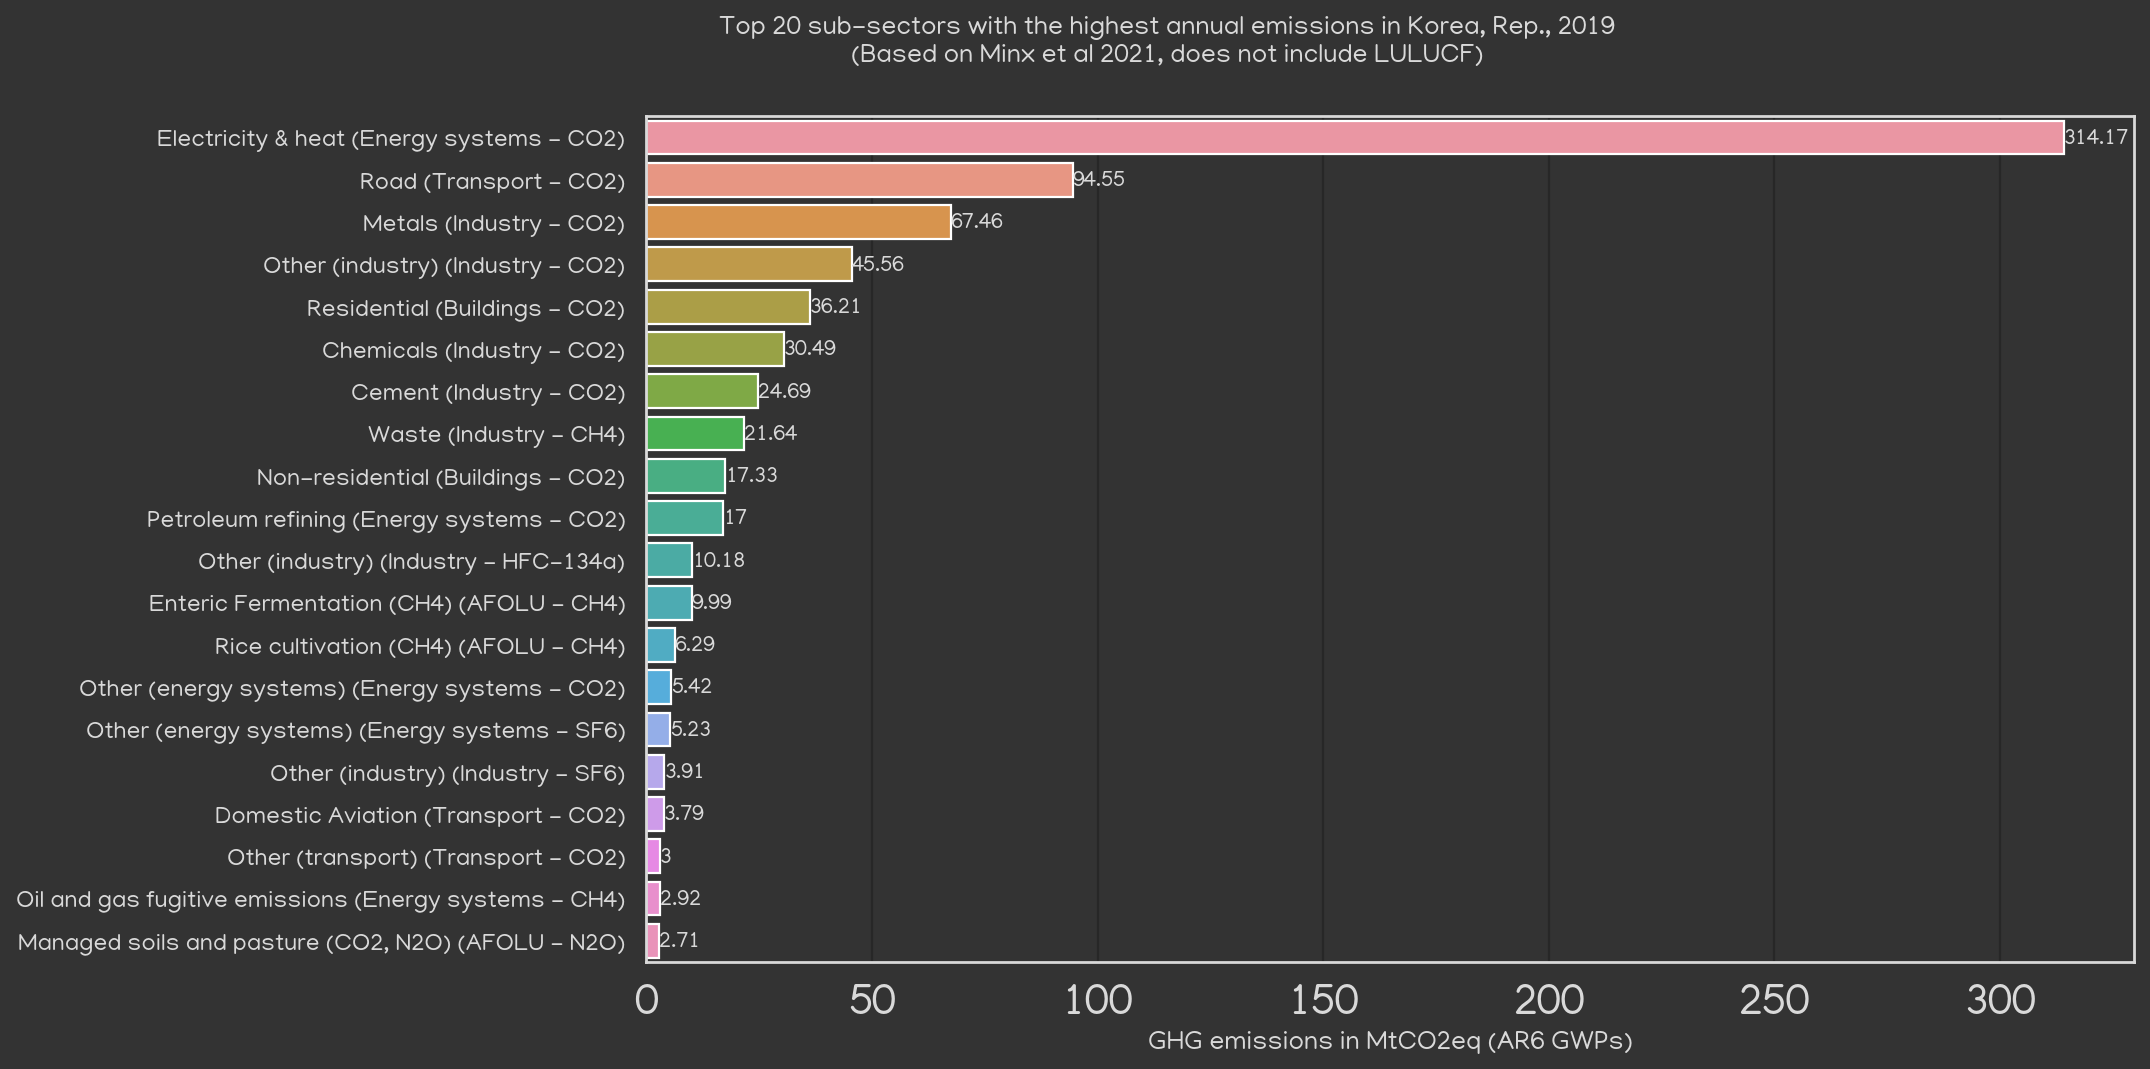 Top 20 sub-sectors with the highest annual emissions in Korea, Rep., 2019
(Based on Minx et al 2021, does not include LULUCF)
Electricity & heat (Energy systems - CO2) 314.17
Road (Transport - CO2) 94.55
Metals (Industry - CO2) 67.46
Other (industry) (Industry - CO2) 45.56
Residential (Buildings - CO2) 36.21
Chemicals (Industry - CO2) 30.49
Cement (Industry - CO2) 24.69
Waste (Industry - CH4) 21.64
Non-residential (Buildings - CO2) 17.33
Petroleum refining (Energy systems - CO2) 17
Other (industry) (Industry - HFC-134a) 10.18
Enteric Fermentation (CH4) (AFOLU - CH4) 9.99
Rice cultivation (CH4) (AFOLU - CH4) 6.29
Other (energy systems) (Energy systems - CO2) 5.42
Other (energy systems) (Energy systems - SF6) 5.23
Other (industry) (Industry - SF6) 3.91
Domestic Aviation (Transport - CO2) 3.79
Other (transport) (Transport - CO2) 3
Oil and gas fugitive emissions (Energy systems - CH4) 2.92
Managed soils and pasture (CO2, N2O) (AFOLU - N2O) 2.71
0 50 100 150 200 250 300
GHG emissions in MtCO2eq (AR6 GWPs)